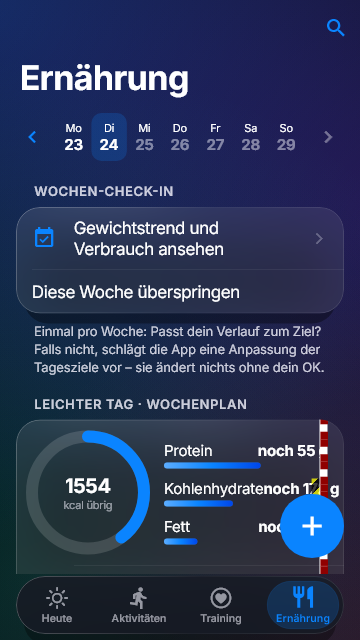 Ernährung
Mo Di Mi Do Fr Sa So
23 24 25 26 27 28 29
WOCHEN-CHECK-IN
Gewichtstrend und
Verbrauch ansehen
Diese Woche überspringen
Einmal pro Woche: Passt dein Verlauf zum Ziel?
Falls nicht, schlägt die App eine Anpassung der
Tagesziele vor – sie ändert nichts ohne dein OK.
LEICHTER TAG · WOCHENPLAN
1554
kcal übrig
Protein noch 55
Kohlenhydrate noch g
Fett
Heute Aktivitäten Training Ernährung